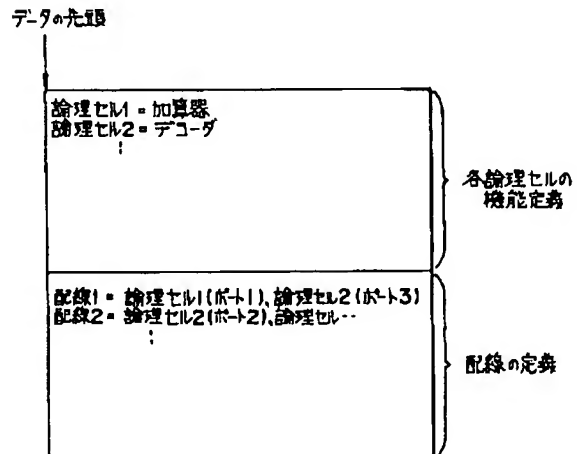 データの先頭
論理セル1 = 加算器
論理セル2 = デコーダ
⋮
各論理セルの
機能定義
配線1 = 論理セル1(ポート1)、論理セル2(ポート3)
配線2 = 論理セル2(ポート2)、論理セル‥
⋮
配線の定義